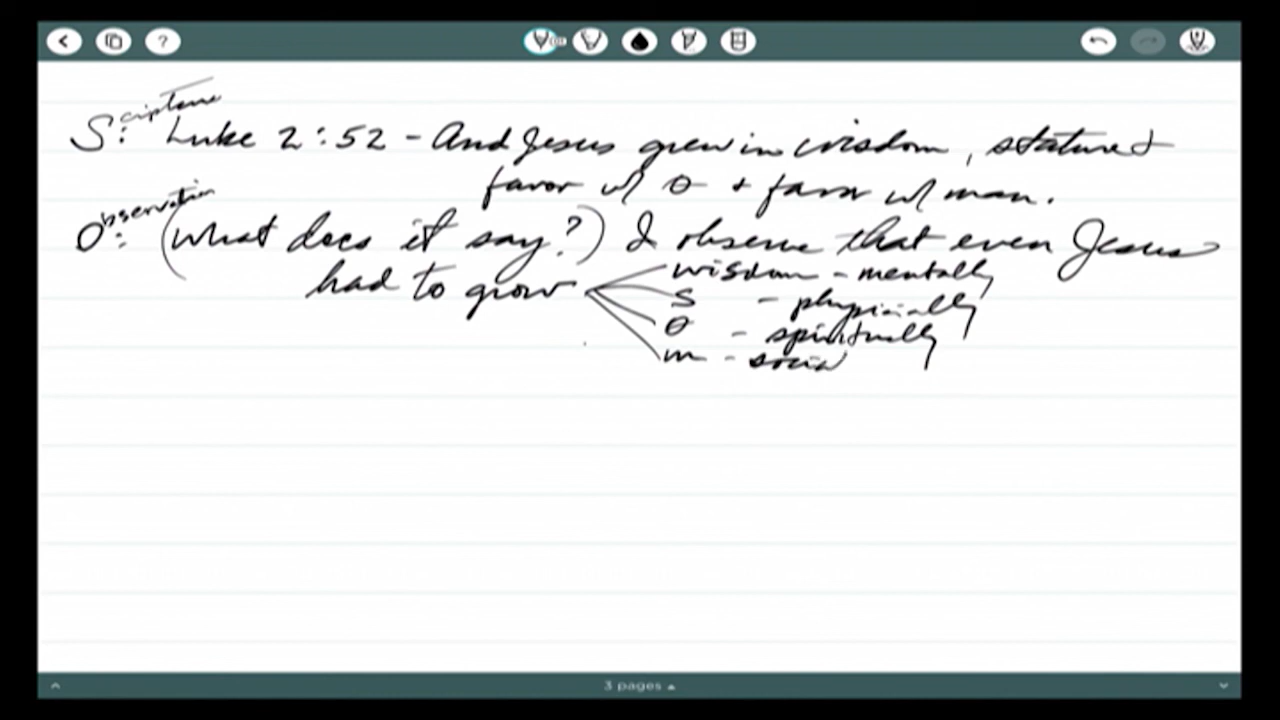 Scripture: Luke 2:52 - And Jesus grew in wisdom, stature +
favor w/ θ + favor w/ man.
Observation: (What does it say?) I observe that even Jesus
had to grow
wisdom - mentally
S - physically
θ - spiritually
m - social
3 pages